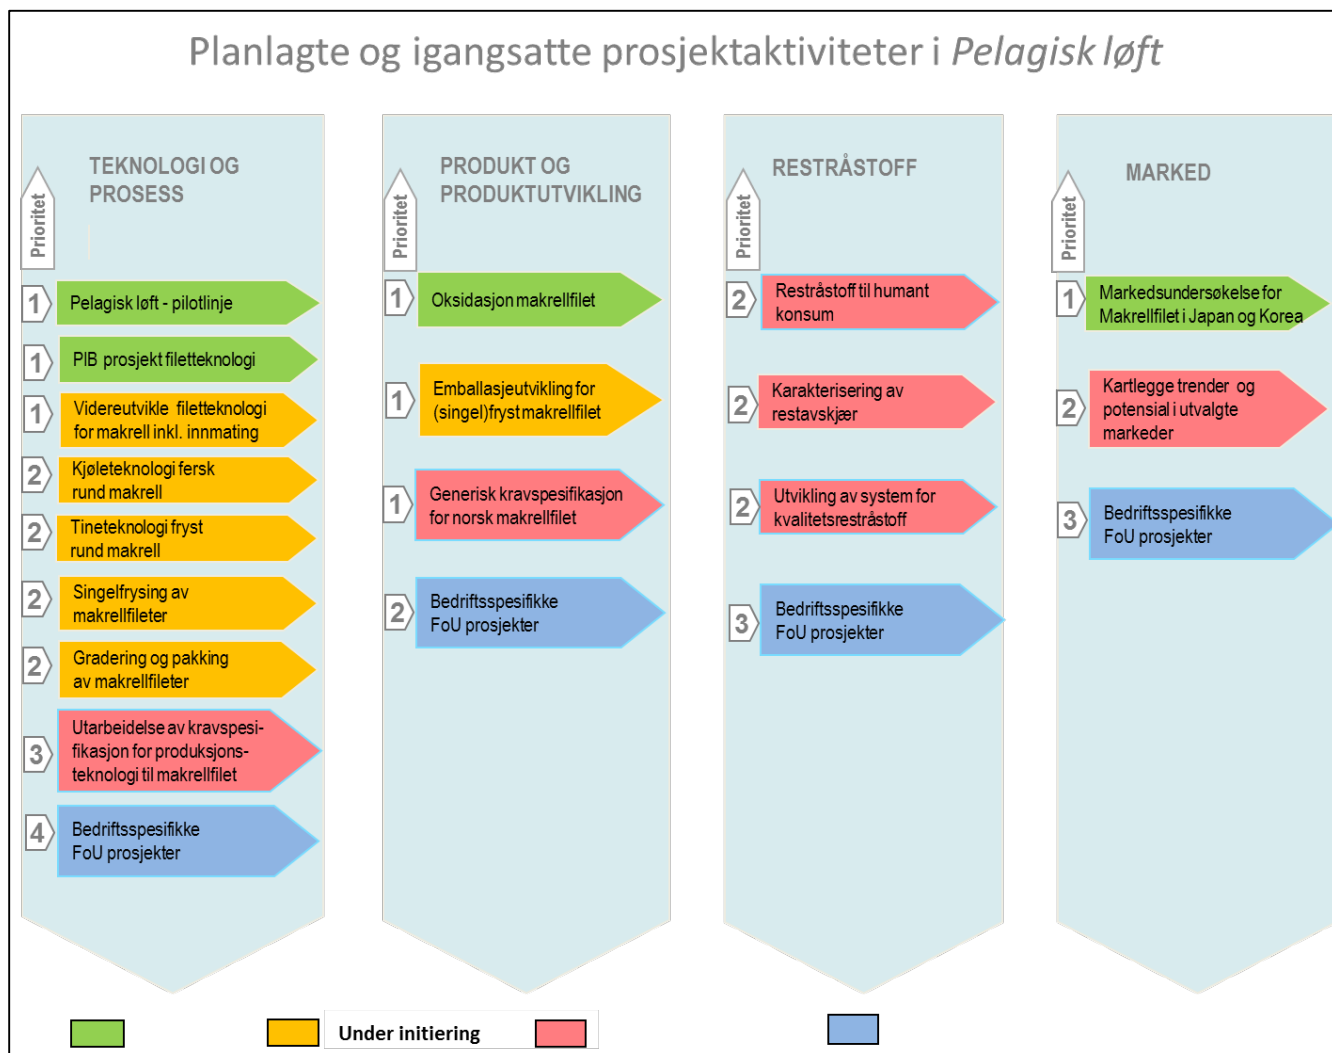 Planlagte og igangsatte prosjektaktiviteter i Pelagisk løft
TEKNOLOGI OG
PROSESS
Prioritet
1
Pelagisk løft - pilotlinje
1
PIB prosjekt filetteknologi
1
Videreutvikle filetteknologi
for makrell inkl. innmating
2
Kjøleteknologi fersk
rund makrell
2
Tineteknologi fryst
rund makrell
2
Singelfrysing av
makrellfileter
2
Gradering og pakking
av makrellfileter
3
Utarbeidelse av kravspesi-
fikasjon for produksjons-
teknologi til makrellfilet
4
Bedriftsspesifikke
FoU prosjekter
PRODUKT OG
PRODUKTUTVIKLING
Prioritet
1
Oksidasjon makrellfilet
1
Emballasjeutvikling for
(singel)fryst makrellfilet
1
Generisk kravspesifikasjon
for norsk makrellfilet
2
Bedriftsspesifikke
FoU prosjekter
RESTRÅSTOFF
Prioritet
2
Restråstoff til humant
konsum
2
Karakterisering av
restavskjær
2
Utvikling av system for
kvalitetsrestråstoff
3
Bedriftsspesifikke
FoU prosjekter
MARKED
Prioritet
1
Markedsundersøkelse for
Makrellfilet i Japan og Korea
2
Kartlegge trender og
potensial i utvalgte
markeder
3
Bedriftsspesifikke
FoU prosjekter
Under initiering